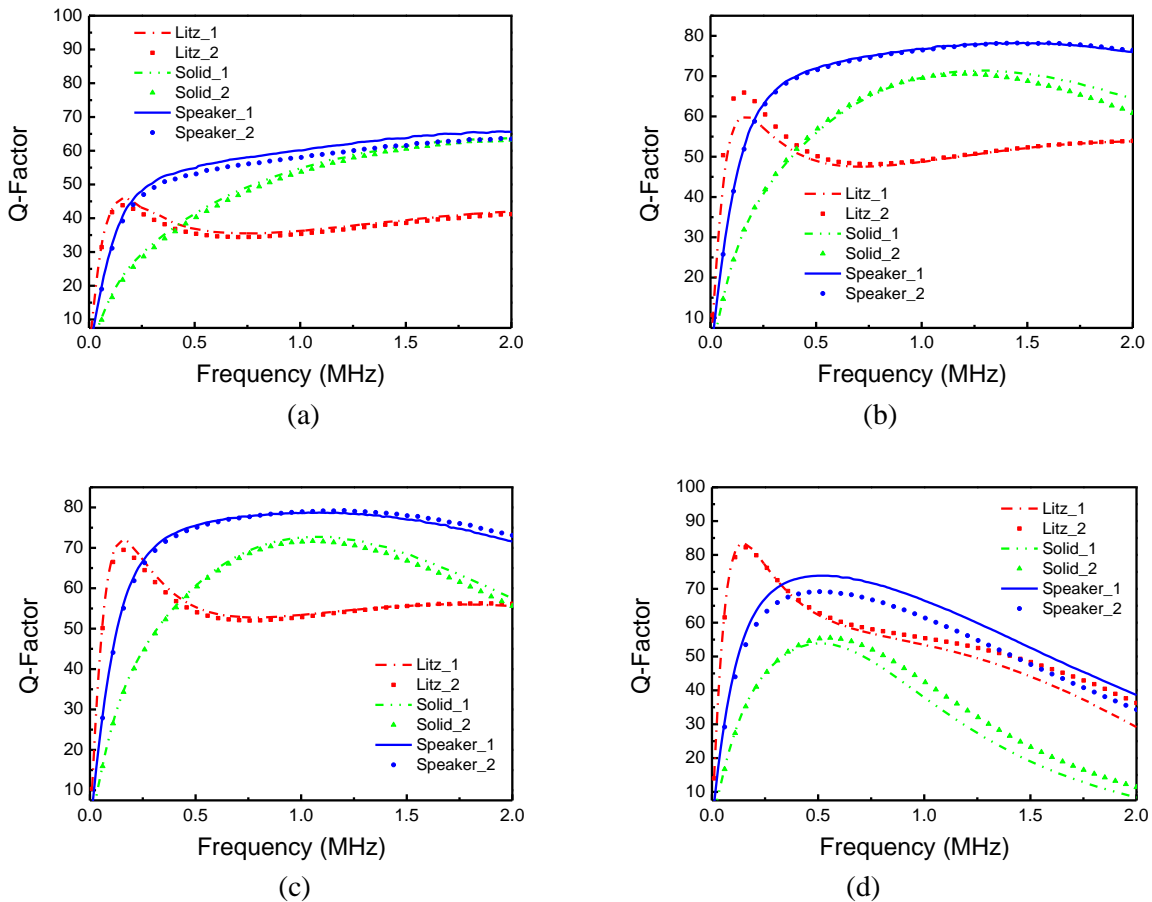 100
90
80
70
60
50
40
30
20
10
Q-Factor
Litz_1
Litz_2
Solid_1
Solid_2
Speaker_1
Speaker_2
0.0 0.5 1.0 1.5 2.0
Frequency (MHz)
(a)
80
70
60
50
40
30
20
10
Q-Factor
Litz_1
Litz_2
Solid_1
Solid_2
Speaker_1
Speaker_2
0.0 0.5 1.0 1.5 2.0
Frequency (MHz)
(b)
80
70
60
50
40
30
20
10
Q-Factor
Litz_1
Litz_2
Solid_1
Solid_2
Speaker_1
Speaker_2
0.0 0.5 1.0 1.5 2.0
Frequency (MHz)
(c)
100
90
80
70
60
50
40
30
20
10
Q-Factor
Litz_1
Litz_2
Solid_1
Solid_2
Speaker_1
Speaker_2
0.0 0.5 1.0 1.5 2.0
Frequency (MHz)
(d)